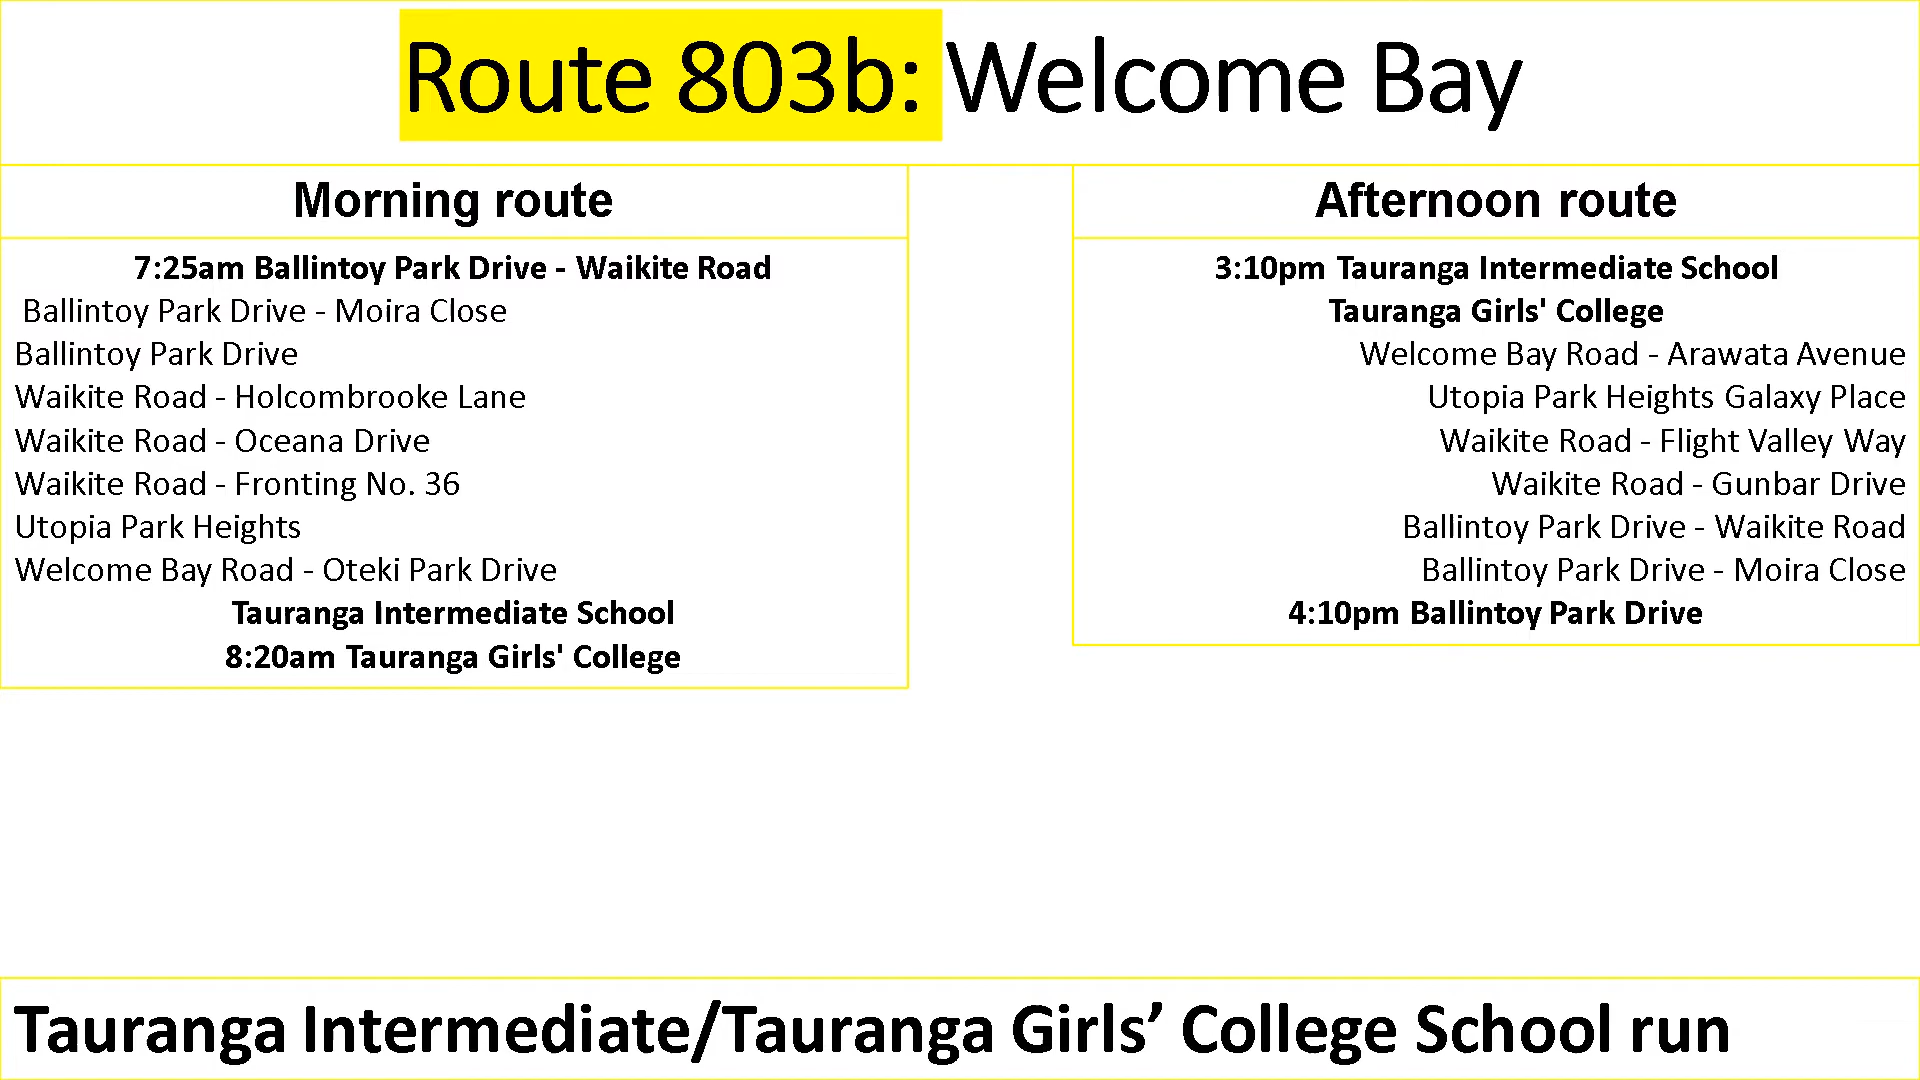 Route 803b: Welcome Bay
Morning route
7:25am Ballintoy Park Drive - Waikite Road
Ballintoy Park Drive - Moira Close
Ballintoy Park Drive
Waikite Road - Holcombrooke Lane
Waikite Road - Oceana Drive
Waikite Road - Fronting No. 36
Utopia Park Heights
Welcome Bay Road - Oteki Park Drive
Tauranga Intermediate School
8:20am Tauranga Girls' College
Afternoon route
3:10pm Tauranga Intermediate School
Tauranga Girls' College
Welcome Bay Road - Arawata Avenue
Utopia Park Heights Galaxy Place
Waikite Road - Flight Valley Way
Waikite Road - Gunbar Drive
Ballintoy Park Drive - Waikite Road
Ballintoy Park Drive - Moira Close
4:10pm Ballintoy Park Drive
Tauranga Intermediate/Tauranga Girls’ College School run